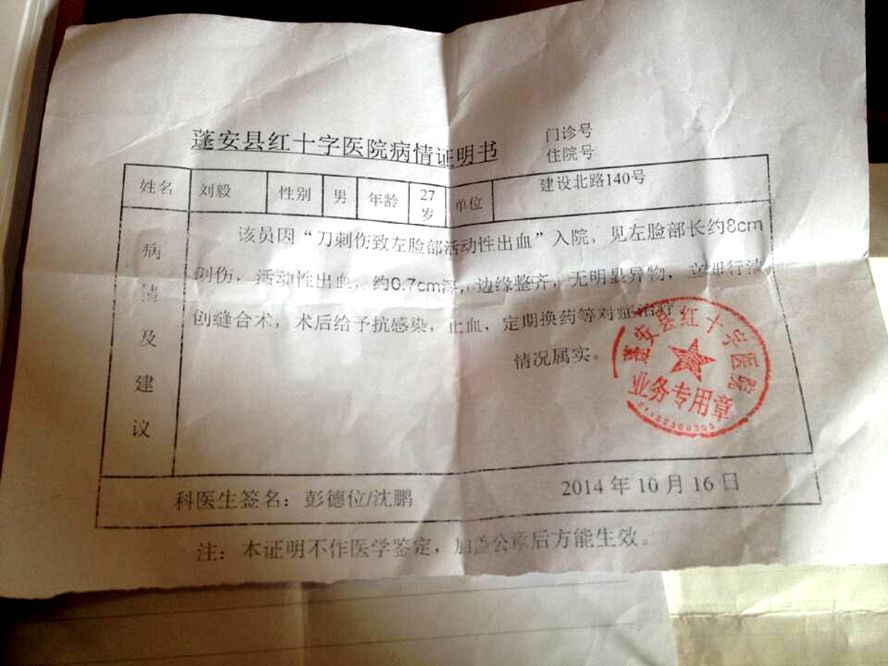 蓬安县红十字医院病情证明书
门诊号
住院号
姓名 刘毅 性别 男 年龄 27岁 单位 建设北路140号
病情及建议
该员因“刀刺伤致左脸部活动性出血”入院，见左脸部长约8cm
创伤，活动性出血，约0.7cm深，边缘整齐，无明显异物，立即行清
创缝合术，术后给予抗感染，止血，定期换药等对症治疗
情况属实。
蓬安县红十字医院
业务专用章
科医生签名：彭德位/沈鹏
2014年10月16日
注：本证明不作医学鉴定，加盖公章后方能生效。